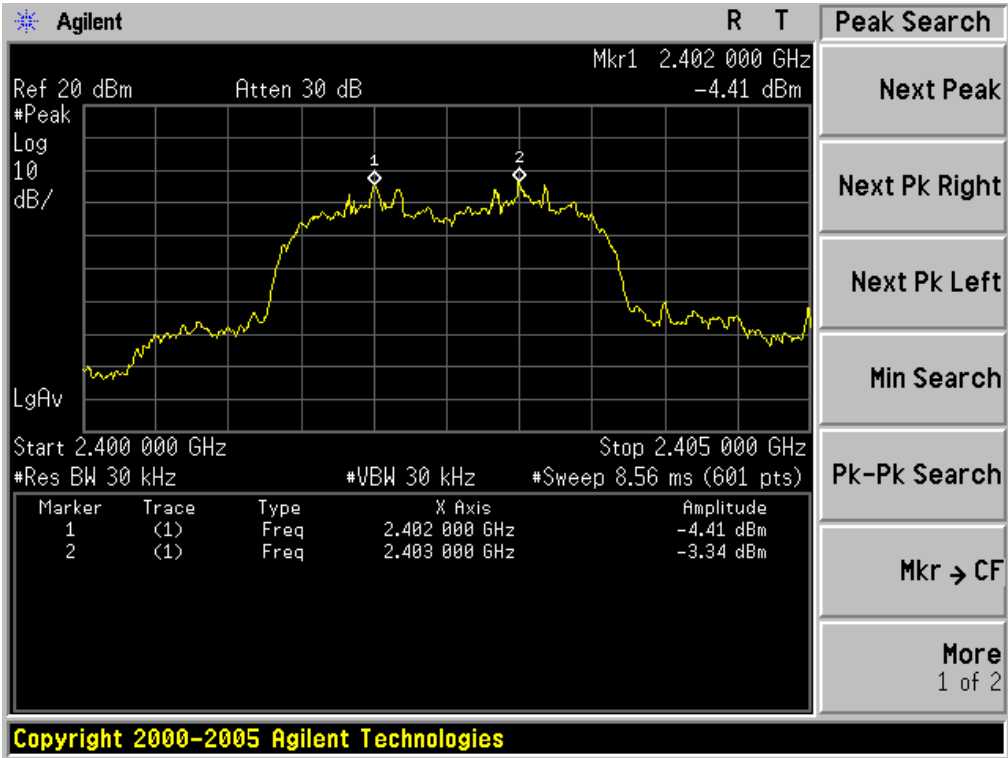 Agilent R T Peak Search
Mkr1 2.402 000 GHz
Ref 20 dBm Atten 30 dB -4.41 dBm
#Peak
Log
10
dB/
1
2
LgAv
Start 2.400 000 GHz Stop 2.405 000 GHz
#Res BW 30 kHz #VBW 30 kHz #Sweep 8.56 ms (601 pts)
Marker Trace Type X Axis Amplitude
1 (1) Freq 2.402 000 GHz -4.41 dBm
2 (1) Freq 2.403 000 GHz -3.34 dBm
Next Peak
Next Pk Right
Next Pk Left
Min Search
Pk-Pk Search
Mkr → CF
More
1 of 2
Copyright 2000-2005 Agilent Technologies